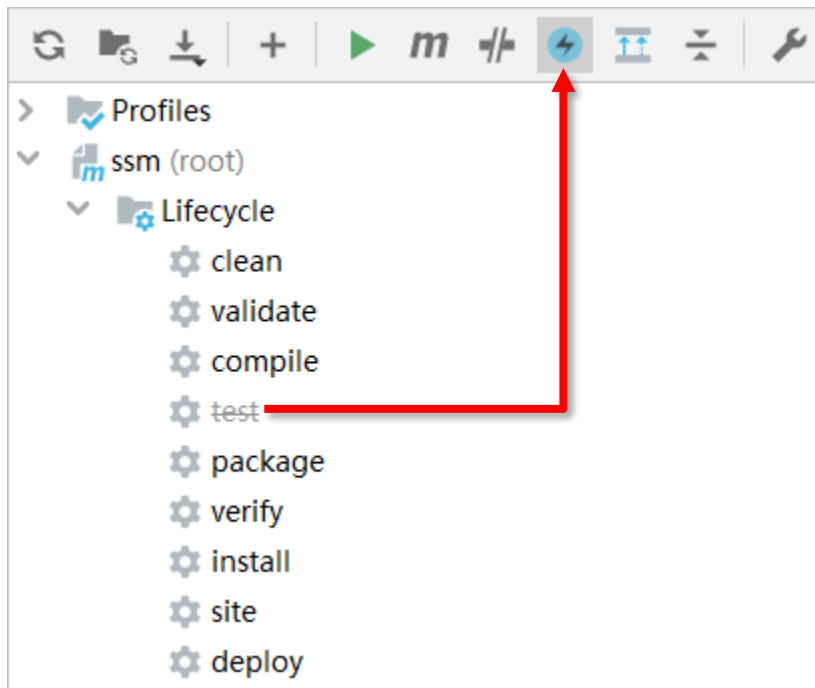 m
Profiles
m ssm (root)
Lifecycle
clean
validate
compile
test
package
verify
install
site
deploy